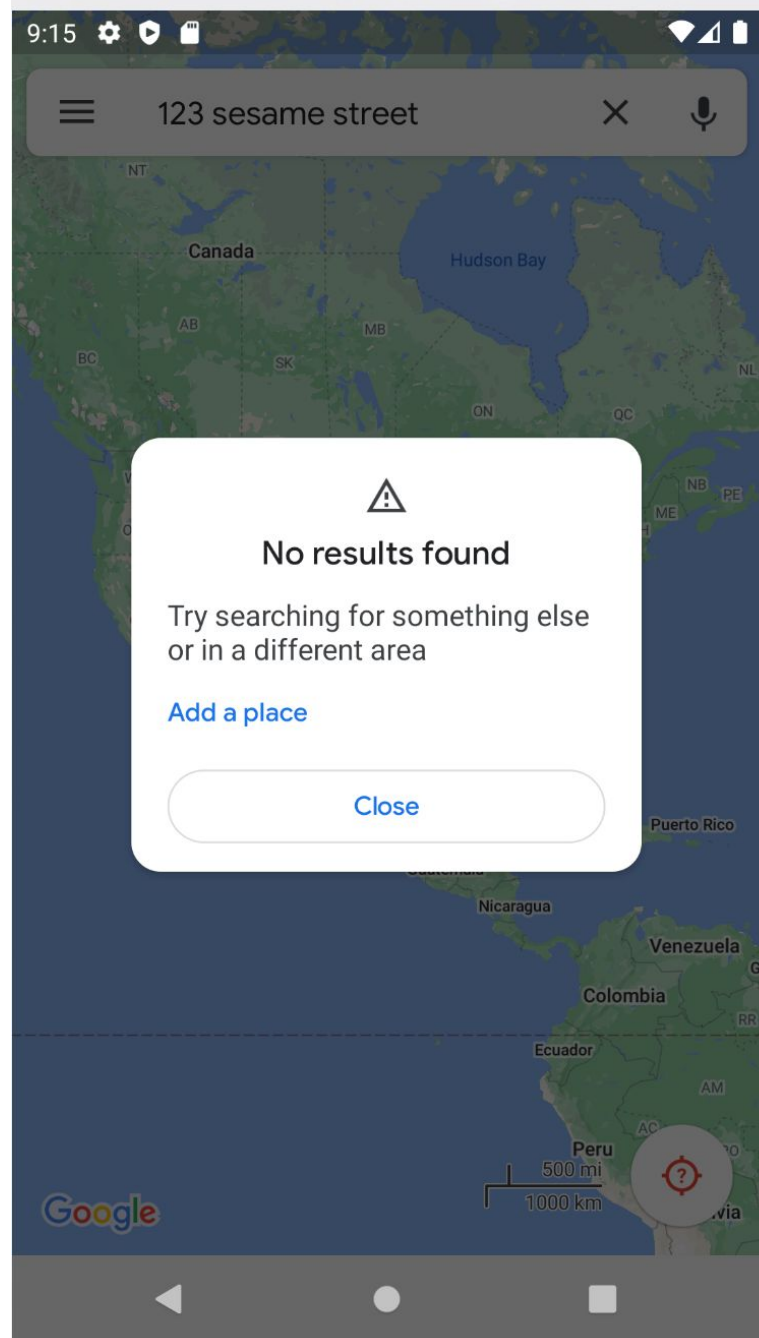 9:15
123 sesame street
NT
Canada
Hudson Bay
AB
MB
BC
SK
NL
ON
QC
NB
PE
ME
No results found
Try searching for something else
or in a different area
Add a place
Close
Puerto Rico
Nicaragua
Venezuela
Colombia
RR
Ecuador
AM
AC
Peru
500 mi
1000 km
Google